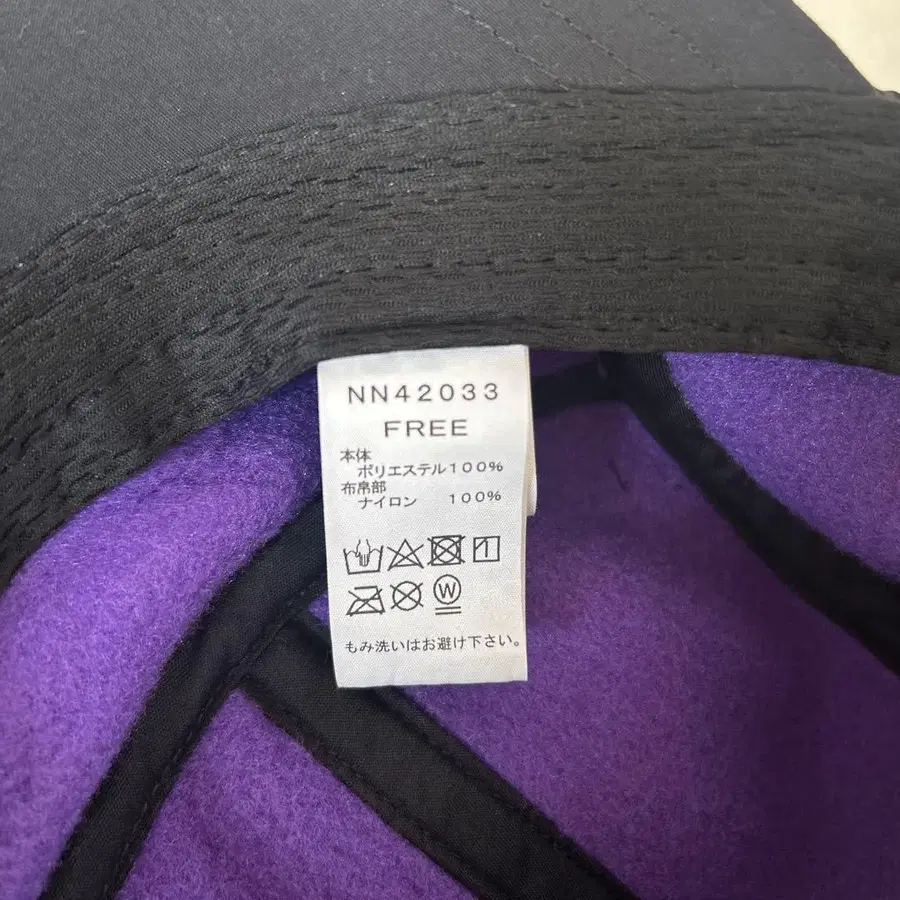 NN42033
FREE
本体
ポリエステル100%
布帛部
ナイロン 100%
W
もみ洗いはお避け下さい。